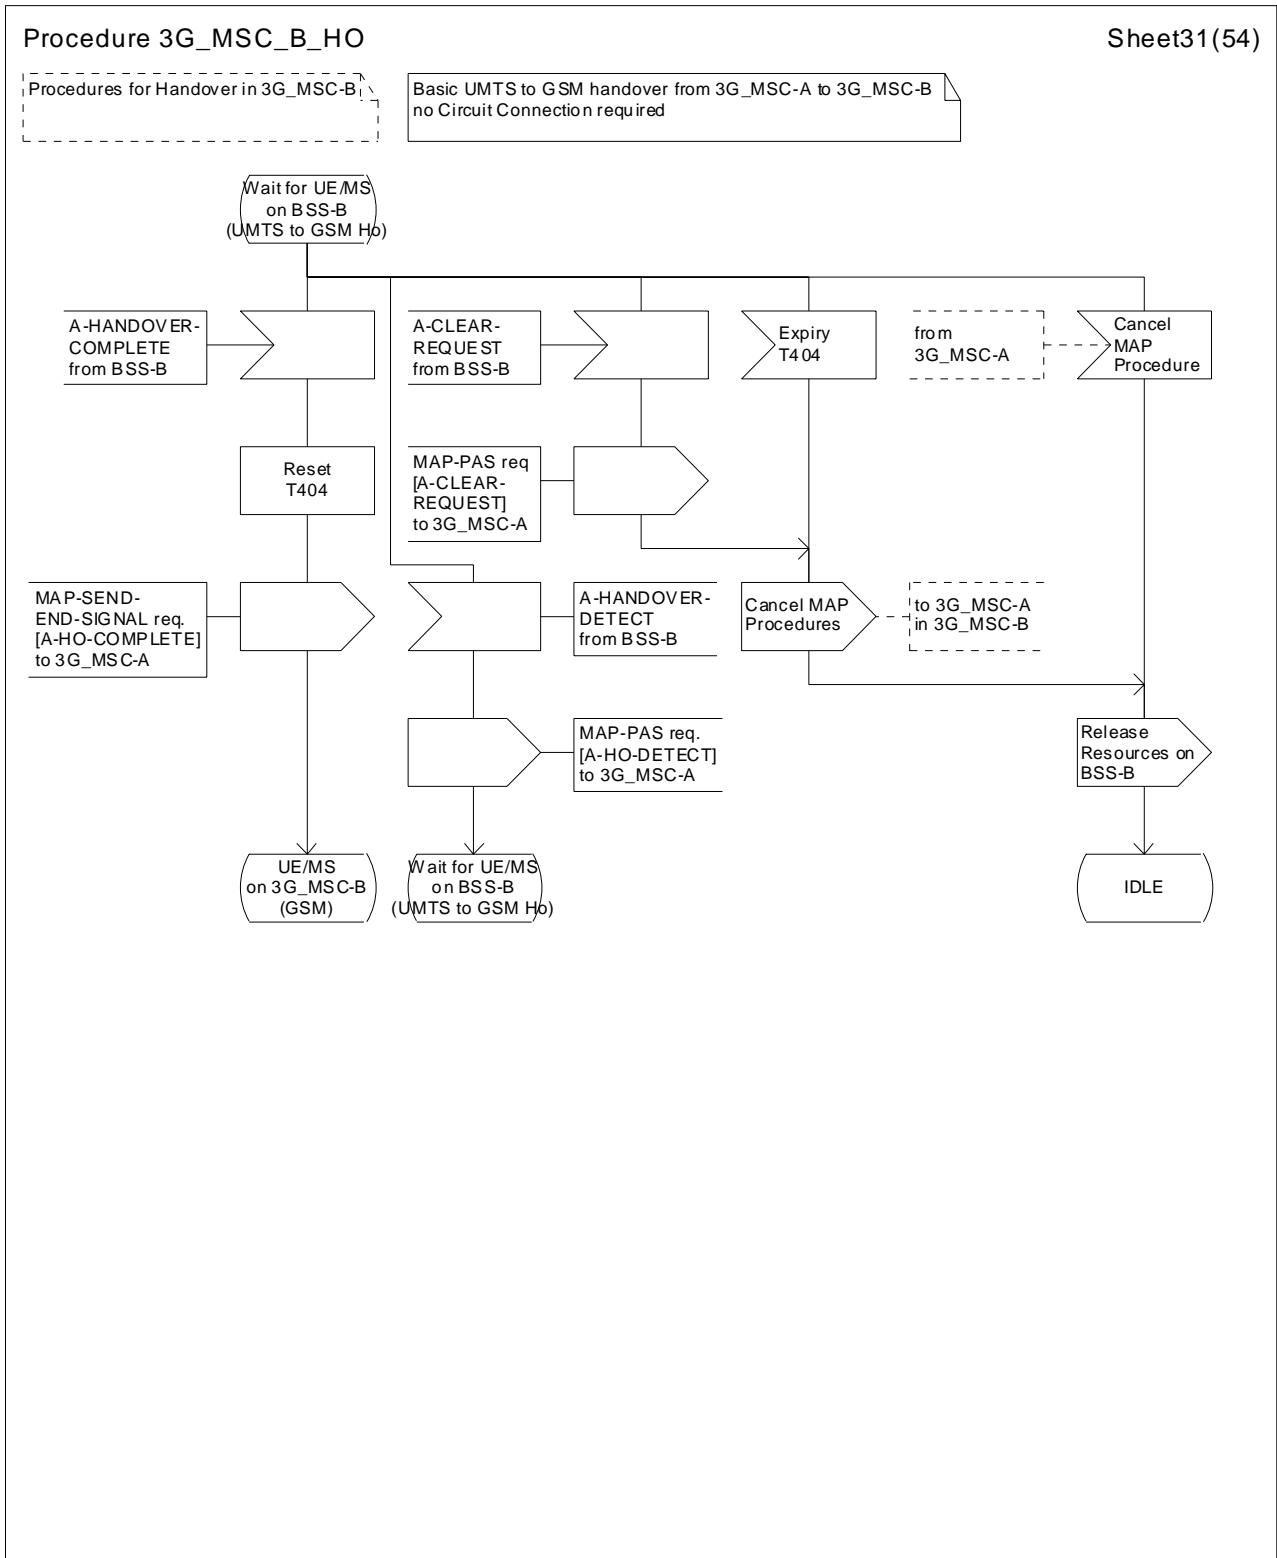 Procedure 3G_MSC_B_HO
Sheet31(54)
Procedures for Handover in 3G_MSC-B
Basic UMTS to GSM handover from 3G_MSC-A to 3G_MSC-B
no Circuit Connection required
Wait for UE/MS
on BSS-B
(UMTS to GSM Ho)
A-HANDOVER-
COMPLETE
from BSS-B
A-CLEAR-
REQUEST
from BSS-B
Expiry
T404
from
3G_MSC-A
Cancel
MAP
Procedure
Reset
T404
MAP-PAS req
[A-CLEAR-
REQUEST]
to 3G_MSC-A
MAP-SEND-
END-SIGNAL req.
[A-HO-COMPLETE]
to 3G_MSC-A
A-HANDOVER-
DETECT
from BSS-B
Cancel MAP
Procedures
to 3G_MSC-A
in 3G_MSC-B
MAP-PAS req.
[A-HO-DETECT]
to 3G_MSC-A
Release
Resources on
BSS-B
UE/MS
on 3G_MSC-B
(GSM)
Wait for UE/MS
on BSS-B
(UMTS to GSM Ho)
IDLE